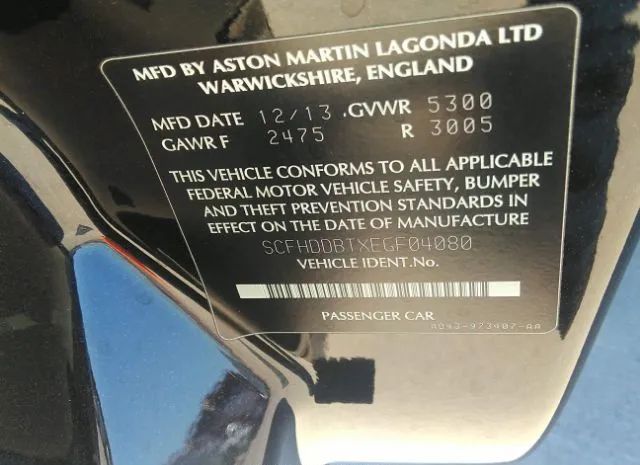 MFD BY ASTON MARTIN LAGONDA LTD
WARWICKSHIRE, ENGLAND
MFD DATE 12/13 GVWR 5300
GAWR F 2475 R 3005
THIS VEHICLE CONFORMS TO ALL APPLICABLE
FEDERAL MOTOR VEHICLE SAFETY, BUMPER
AND THEFT PREVENTION STANDARDS IN
EFFECT ON THE DATE OF MANUFACTURE
SCFHDDBTXEGF04080
VEHICLE IDENT.No.
PASSENGER CAR